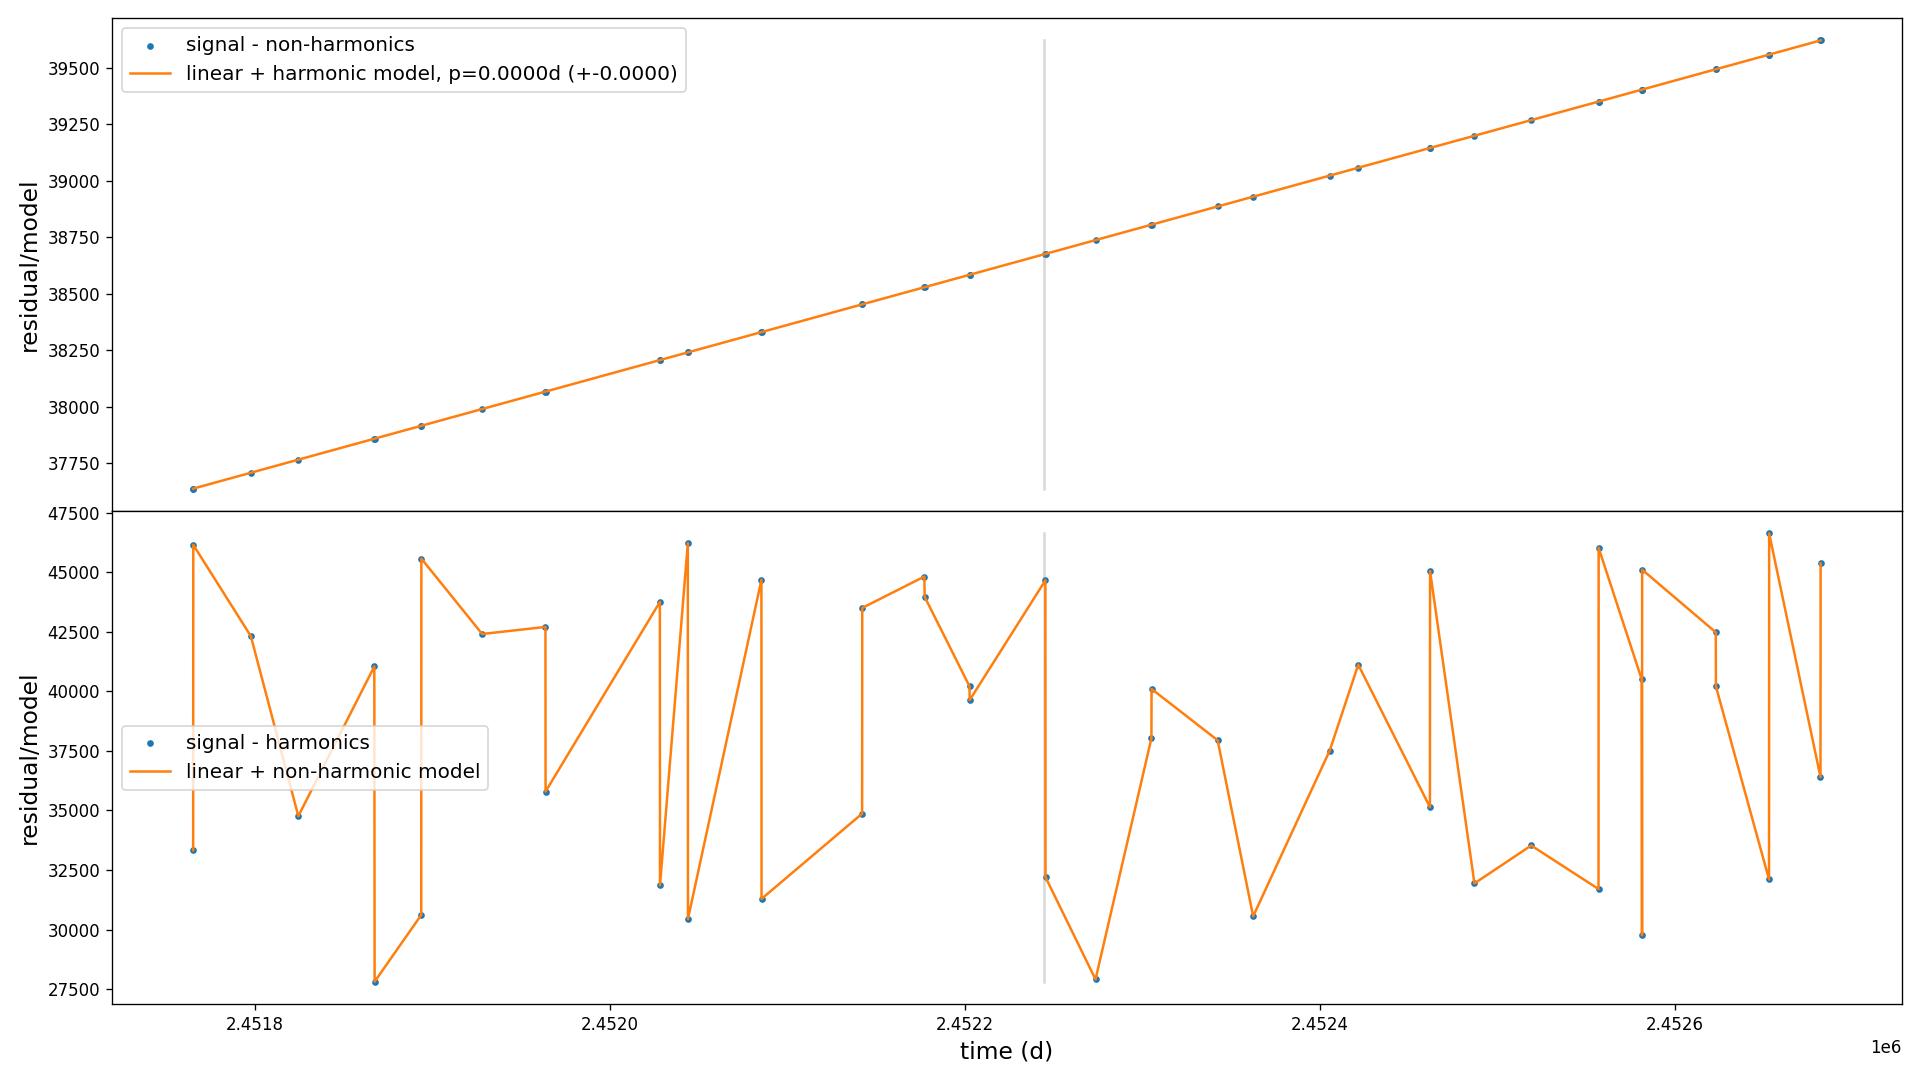 signal - non-harmonics
linear + harmonic model, p=0.0000d (+-0.0000)
39500
39250
39000
38750
38500
38250
38000
37750
residual/model
47500
45000
42500
40000
37500
35000
32500
30000
27500
residual/model
signal - harmonics
linear + non-harmonic model
2.4518
2.4520
2.4522
2.4524
2.4526
1e6
time (d)